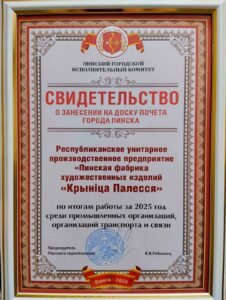 ПИНСКИЙ ГОРОДСКОЙ
ИСПОЛНИТЕЛЬНЫЙ КОМИТЕТ
СВИДЕТЕЛЬСТВО
О ЗАНЕСЕНИИ НА ДОСКУ ПОЧЕТА
ГОРОДА ПИНСКА
Республиканское унитарное
производственное предприятие
«Пинская фабрика
художественных изделий
«Крыніца Палесся»
по итогам работы за 2025 год
среди промышленных организаций,
организаций транспорта и связи
Председатель
Пинского горисполкома
Пинск 2026